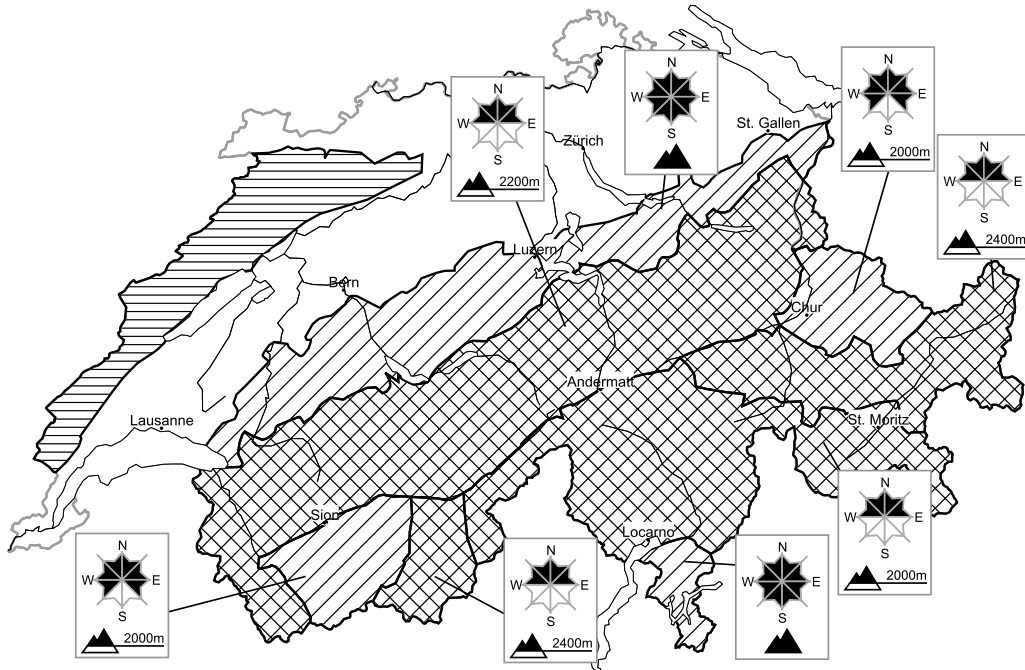 N
W E
S
2200m
N
W E
S
N
W E
S
2000m
N
W E
S
2400m
St. Gallen
Zürich
Luzern
Bern
Chur
Andermatt
Lausanne
St. Moritz
Sion
Locarno
N
W E
S
2000m
N
W E
S
2000m
N
W E
S
2400m
N
W E
S